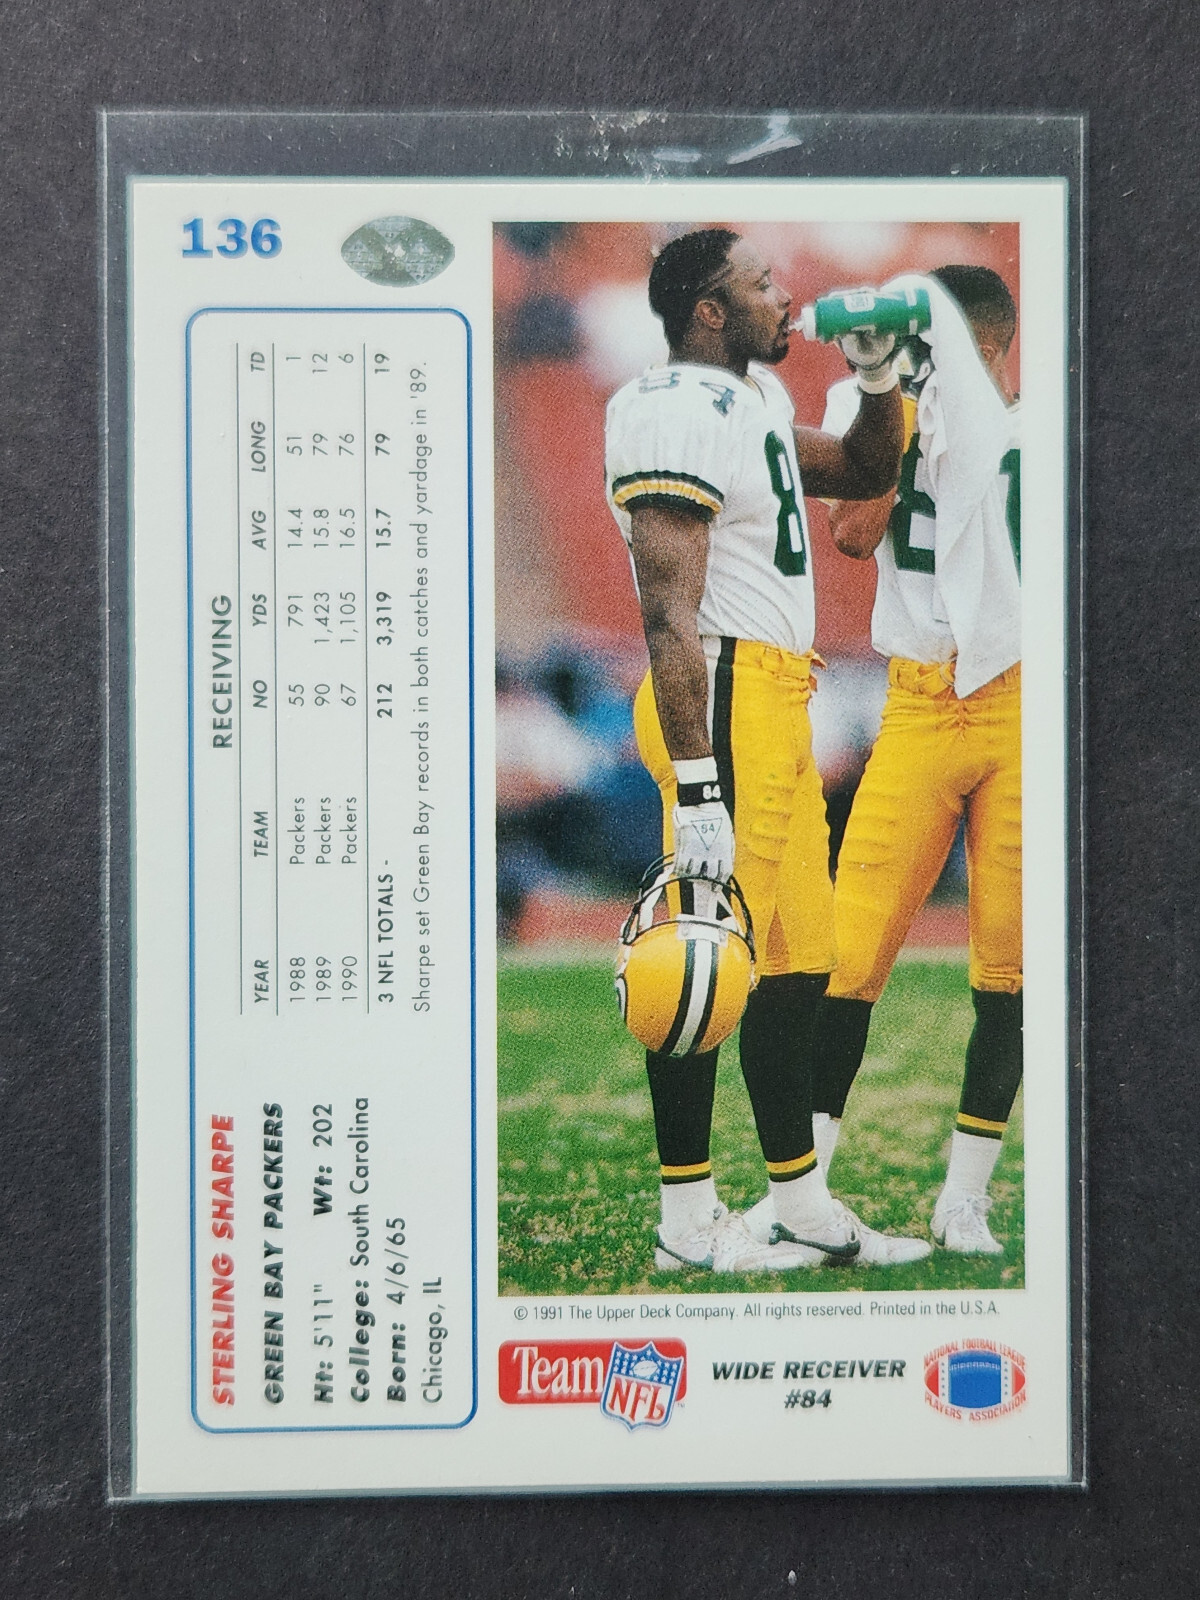 136
STERLING SHARPE
GREEN BAY PACKERS
Ht: 5'11" Wt: 202
College: South Carolina
Born: 4/6/65
Chicago, IL
RECEIVING
YEAR TEAM NO YDS AVG LONG TD
1988 Packers 55 791 14.4 51 1
1989 Packers 90 1,423 15.8 79 12
1990 Packers 67 1,105 16.5 76 6
3 NFL TOTALS - 212 3,319 15.7 79 19
Sharpe set Green Bay records in both catches and yardage in '89.
84
8
84
84
© 1991 The Upper Deck Company. All rights reserved. Printed in the U.S.A.
Team NFL ™
WIDE RECEIVER
#84
NATIONAL FOOTBALL LEAGUE
PLAYERS ASSOCIATION